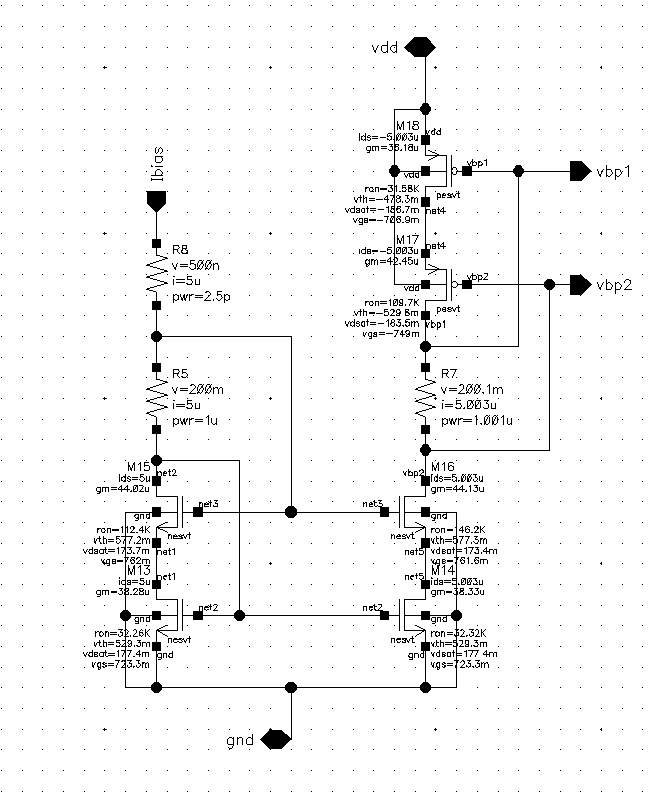 vdd
M18
vdd
ids=-5.003u
gm=38.18u
vbp1
vdd
vbp1
pesvt
ron=31.58K
vth=-478.3m
net4
vdsat=-186.7m
vgs=-706.9m
M17
net4
ids=-5.003u
gm=42.45u
vbp2
vdd
vbp2
pesvt
ron=109.7K
vth=-529.6m
vdsat=-163.5m
vbp1
vgs=-749m
Ibias
R8
v=500n
i=5u
pwr=2.5p
R5
v=200m
i=5u
pwr=1u
R7
v=200.1m
i=5.003u
pwr=1.001u
M15
net2
ids=5u
gm=44.02u
net3
gnd
nesvt
ron=112.4K
vth=577.2m
vdsat=173.7m
net1
vgs=762m
M16
vbp2
ids=5.003u
gm=44.13u
net3
gnd
nesvt
ron=146.2K
vth=577.3m
vdsat=173.4m
net5
vgs=761.6m
M13
net1
ids=5u
gm=38.28u
net2
gnd
nesvt
ron=32.26K
vth=529.3m
vdsat=177.4m
gnd
vgs=723.3m
M14
net5
ids=5.003u
gm=38.33u
net2
gnd
nesvt
ron=32.32K
vth=529.3m
vdsat=177.4m
gnd
vgs=723.3m
gnd